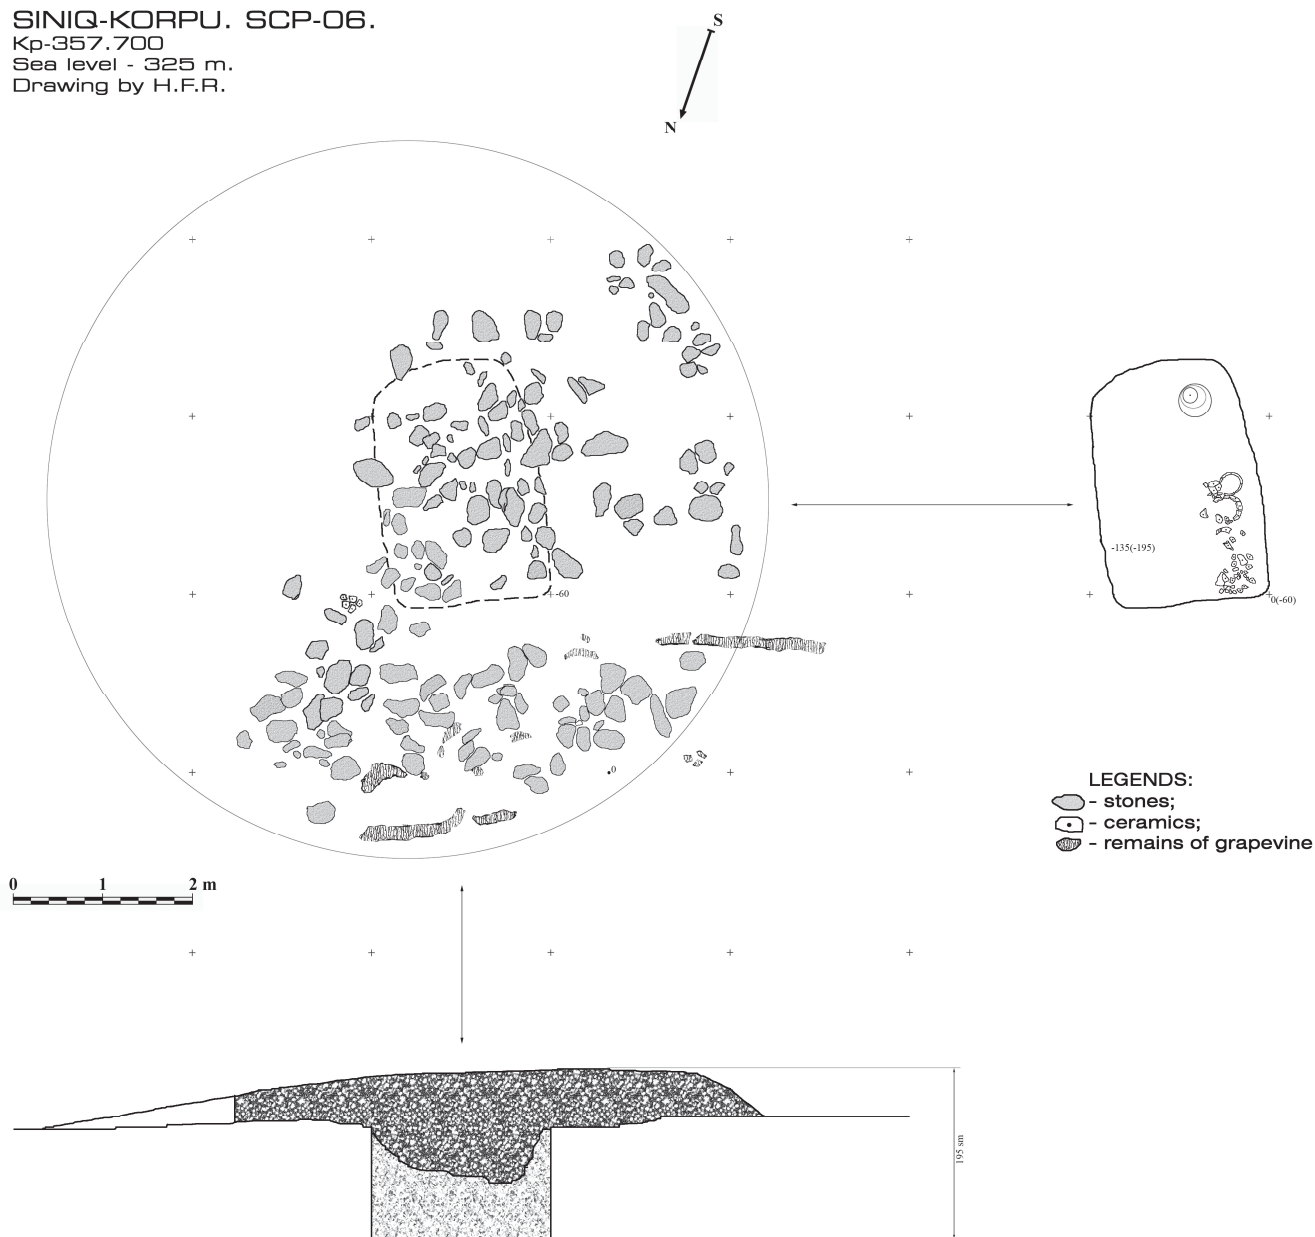 SINIQ-KORPU. SCP-06.
Kp-357.700
Sea level - 325 m.
Drawing by H.F.R.
S
N
-135(-195)
-60
0(-60)
0
LEGENDS:
- stones;
- ceramics;
- remains of grapevine
0 1 2 m
195 sm